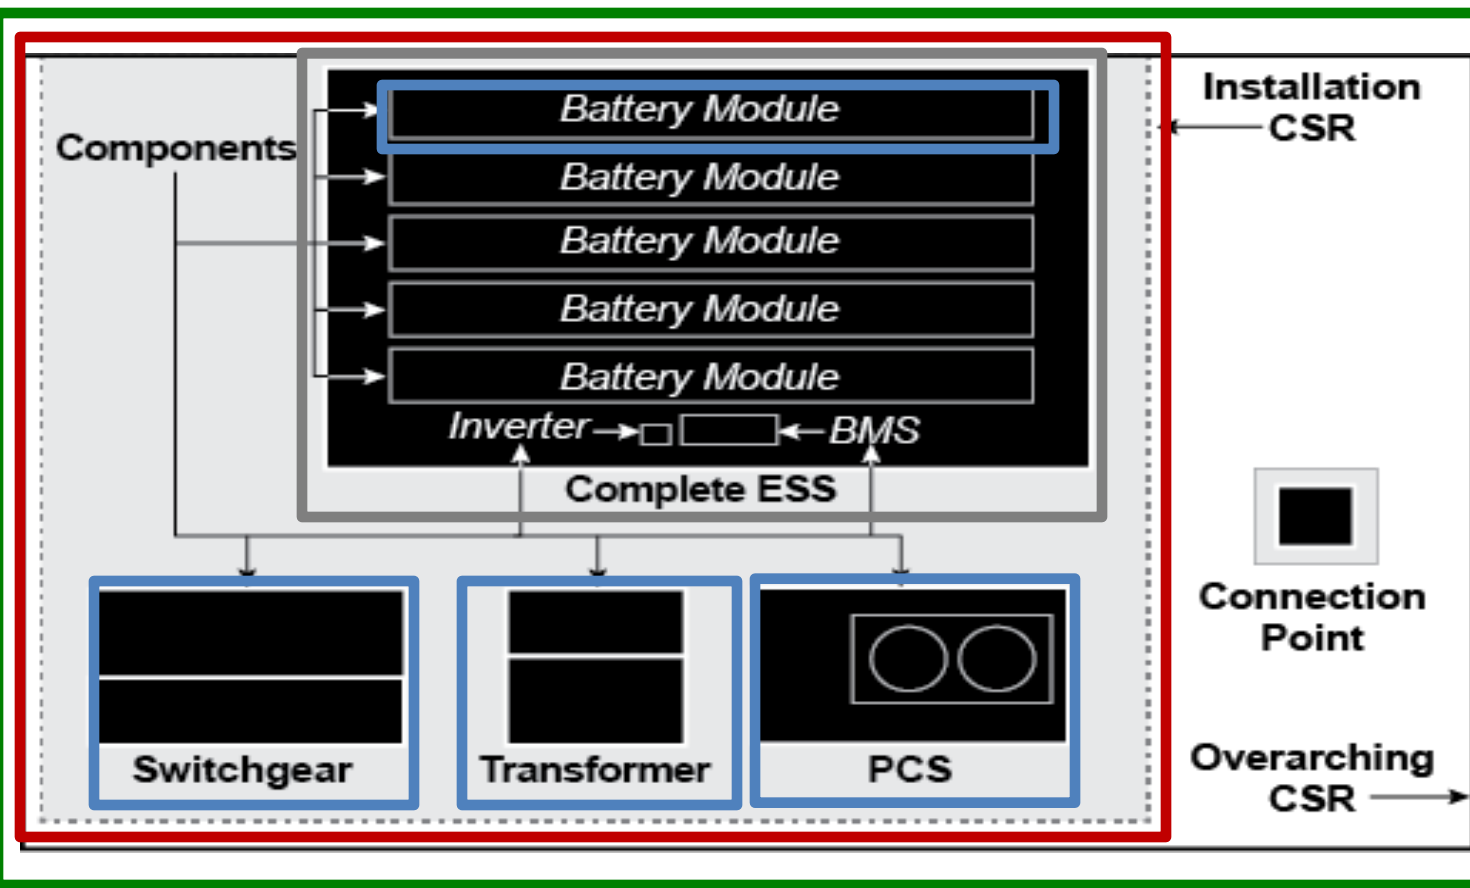 Components
Battery Module
Battery Module
Battery Module
Battery Module
Battery Module
Inverter
BMS
Complete ESS
Switchgear
Transformer
PCS
Installation
CSR
Connection
Point
Overarching
CSR